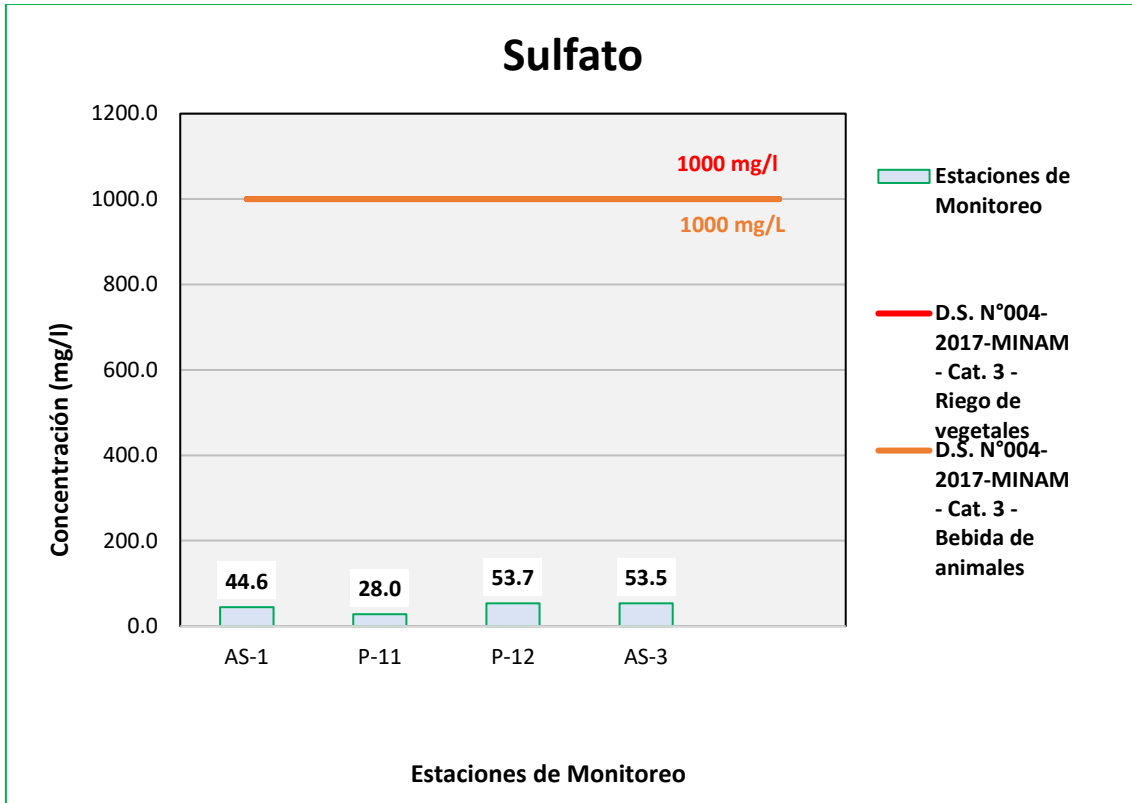 Sulfato
1200.0
1000.0
800.0
600.0
400.0
200.0
0.0
Concentración (mg/l)
1000 mg/l
1000 mg/L
44.6
28.0
53.7
53.5
AS-1
P-11
P-12
AS-3
Estaciones de Monitoreo
Estaciones de
Monitoreo
D.S. N°004-
2017-MINAM
- Cat. 3 -
Riego de
vegetales
D.S. N°004-
2017-MINAM
- Cat. 3 -
Bebida de
animales